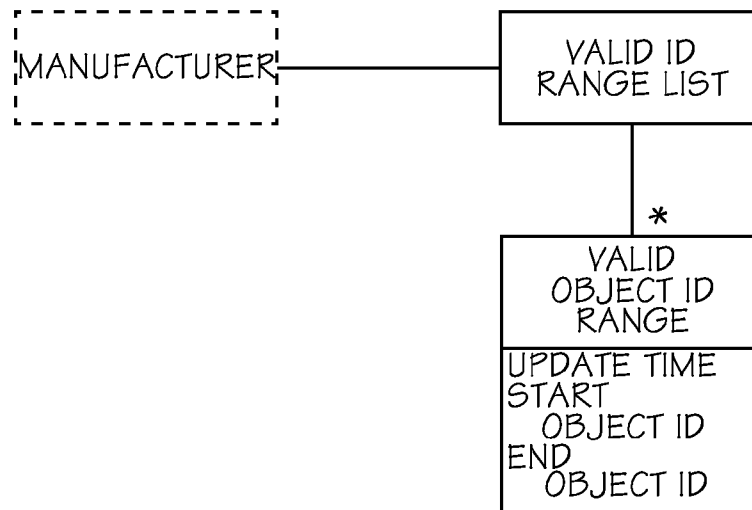 MANUFACTURER
VALID ID
RANGE LIST
*
VALID
OBJECT ID
RANGE
UPDATE TIME
START
OBJECT ID
END
OBJECT ID